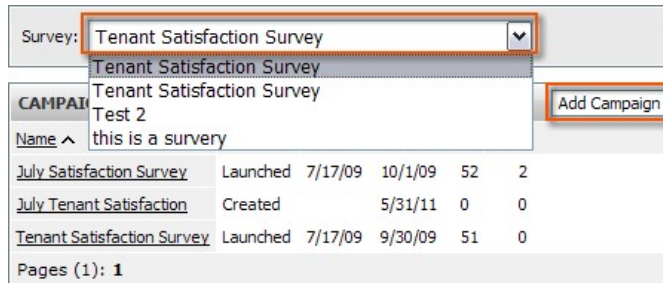 Survey: Tenant Satisfaction Survey
Tenant Satisfaction Survey
Tenant Satisfaction Survey
Test 2
this is a survery
CAMPAI Add Campaign
Name
July Satisfaction Survey Launched 7/17/09 10/1/09 52 2
July Tenant Satisfaction Created 5/31/11 0 0
Tenant Satisfaction Survey Launched 7/17/09 9/30/09 51 0
Pages (1): 1